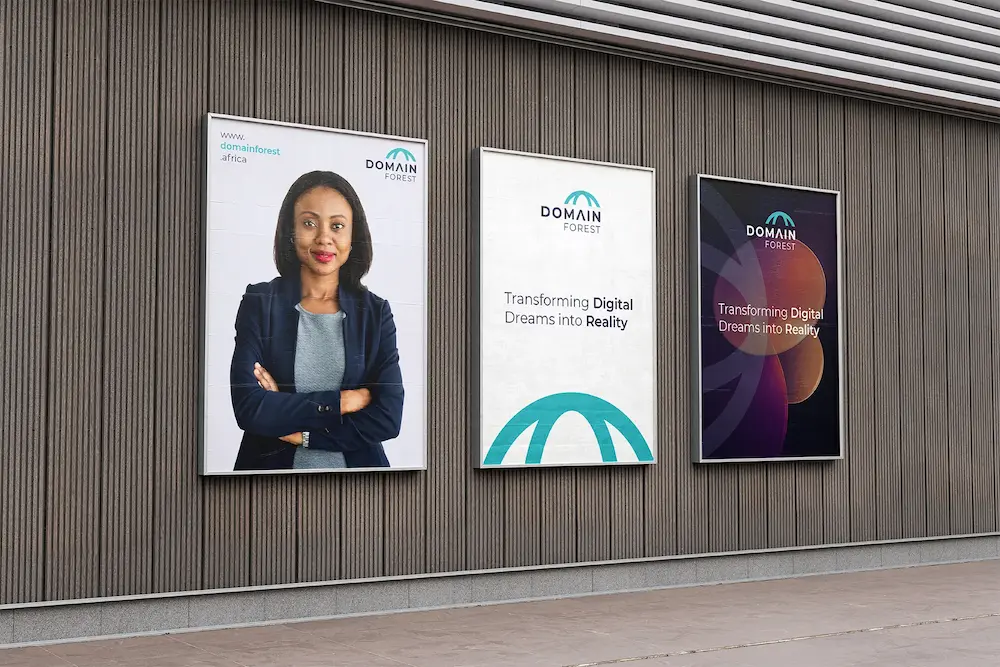 www.
domainforest
.africa
DOMAIN
FOREST
DOMAIN
FOREST
Transforming Digital
Dreams into Reality
DOMAIN
FOREST
Transforming Digital
Dreams into Reality